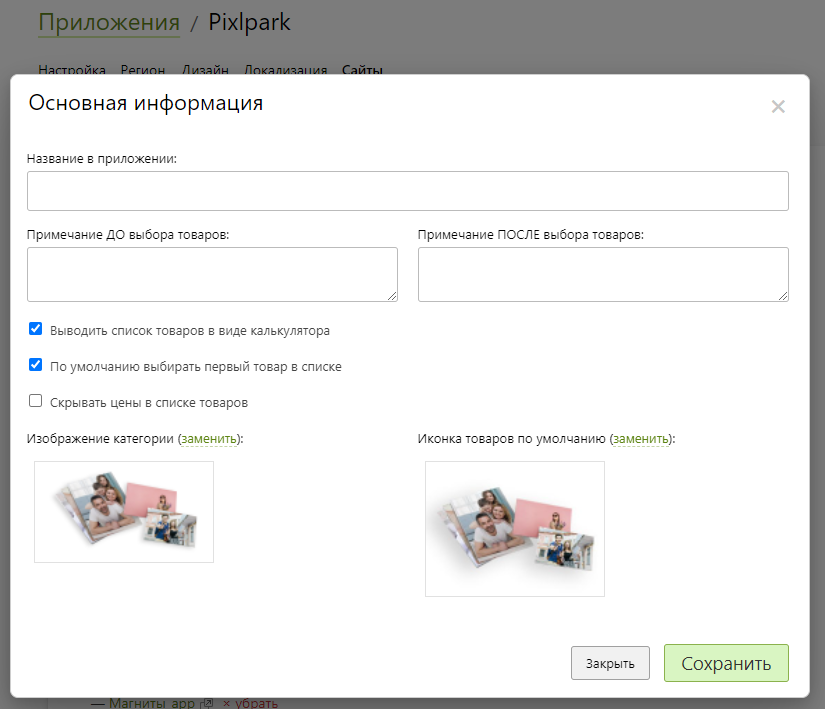 Приложения / Pixlpark
Настройка Регион Дизайн Локализация Сайты
Основная информация ×
Название в приложении:
Примечание ДО выбора товаров: Примечание ПОСЛЕ выбора товаров:
Выводить список товаров в виде калькулятора
По умолчанию выбирать первый товар в списке
Скрывать цены в списке товаров
Изображение категории (заменить): Иконка товаров по умолчанию (заменить):
Закрыть Сохранить
— Магниты app × убрать